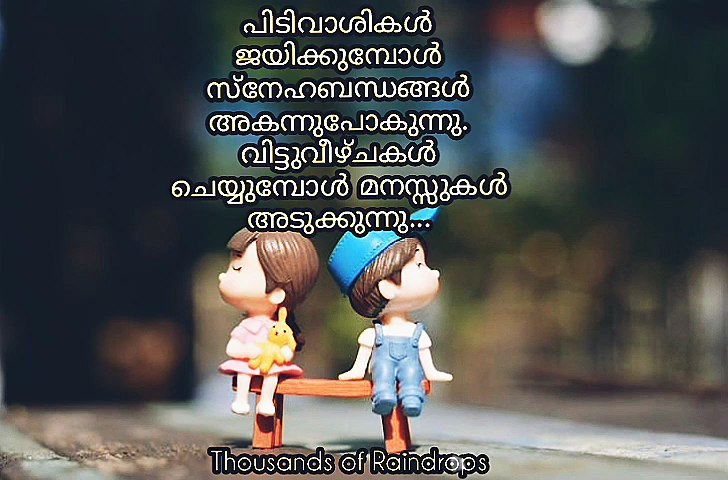 പിടിവാശികൾ
ജയിക്കുമ്പോൾ
സ്നേഹബന്ധങ്ങൾ
അകന്നുപോകുന്നു.
വിട്ടുവീഴ്ചകൾ
ചെയ്യുമ്പോൾ മനസ്സുകൾ
അടുക്കുന്നു...
Thousands of Raindrops